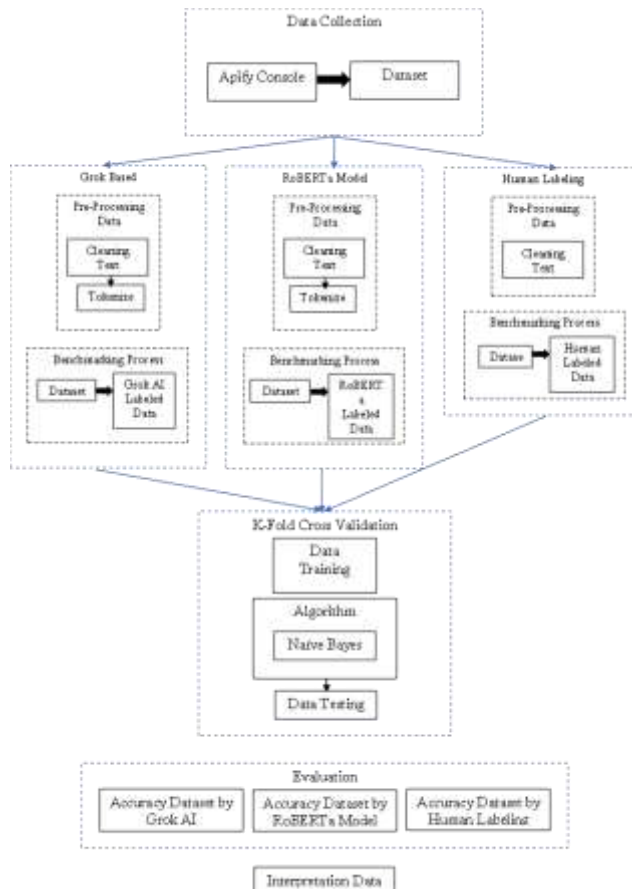 Data Collection
Apify Console
Dataset
Grok Based
Pre-Processing
Data
Cleaning
Text
Tokenize
Benchmarking Process
Dataset
Grok AI
Labeled
Data
RoBERTa Model
Pre-Processing
Data
Cleaning
Text
Tokenize
Benchmarking Process
Dataset
RoBERT
a
Labeled
Data
Human Labeling
Pre-Processing
Data
Cleaning
Text
Benchmarking Process
Datase
Human
Labeled
Data
K-Fold Cross Validation
Data
Training
Algorithm
Naïve Bayes
Data Testing
Evaluation
Accuracy Dataset by
Grok AI
Accuracy Dataset by
RoBERTa Model
Accuracy Dataset by
Human Labeling
Interpretation Data